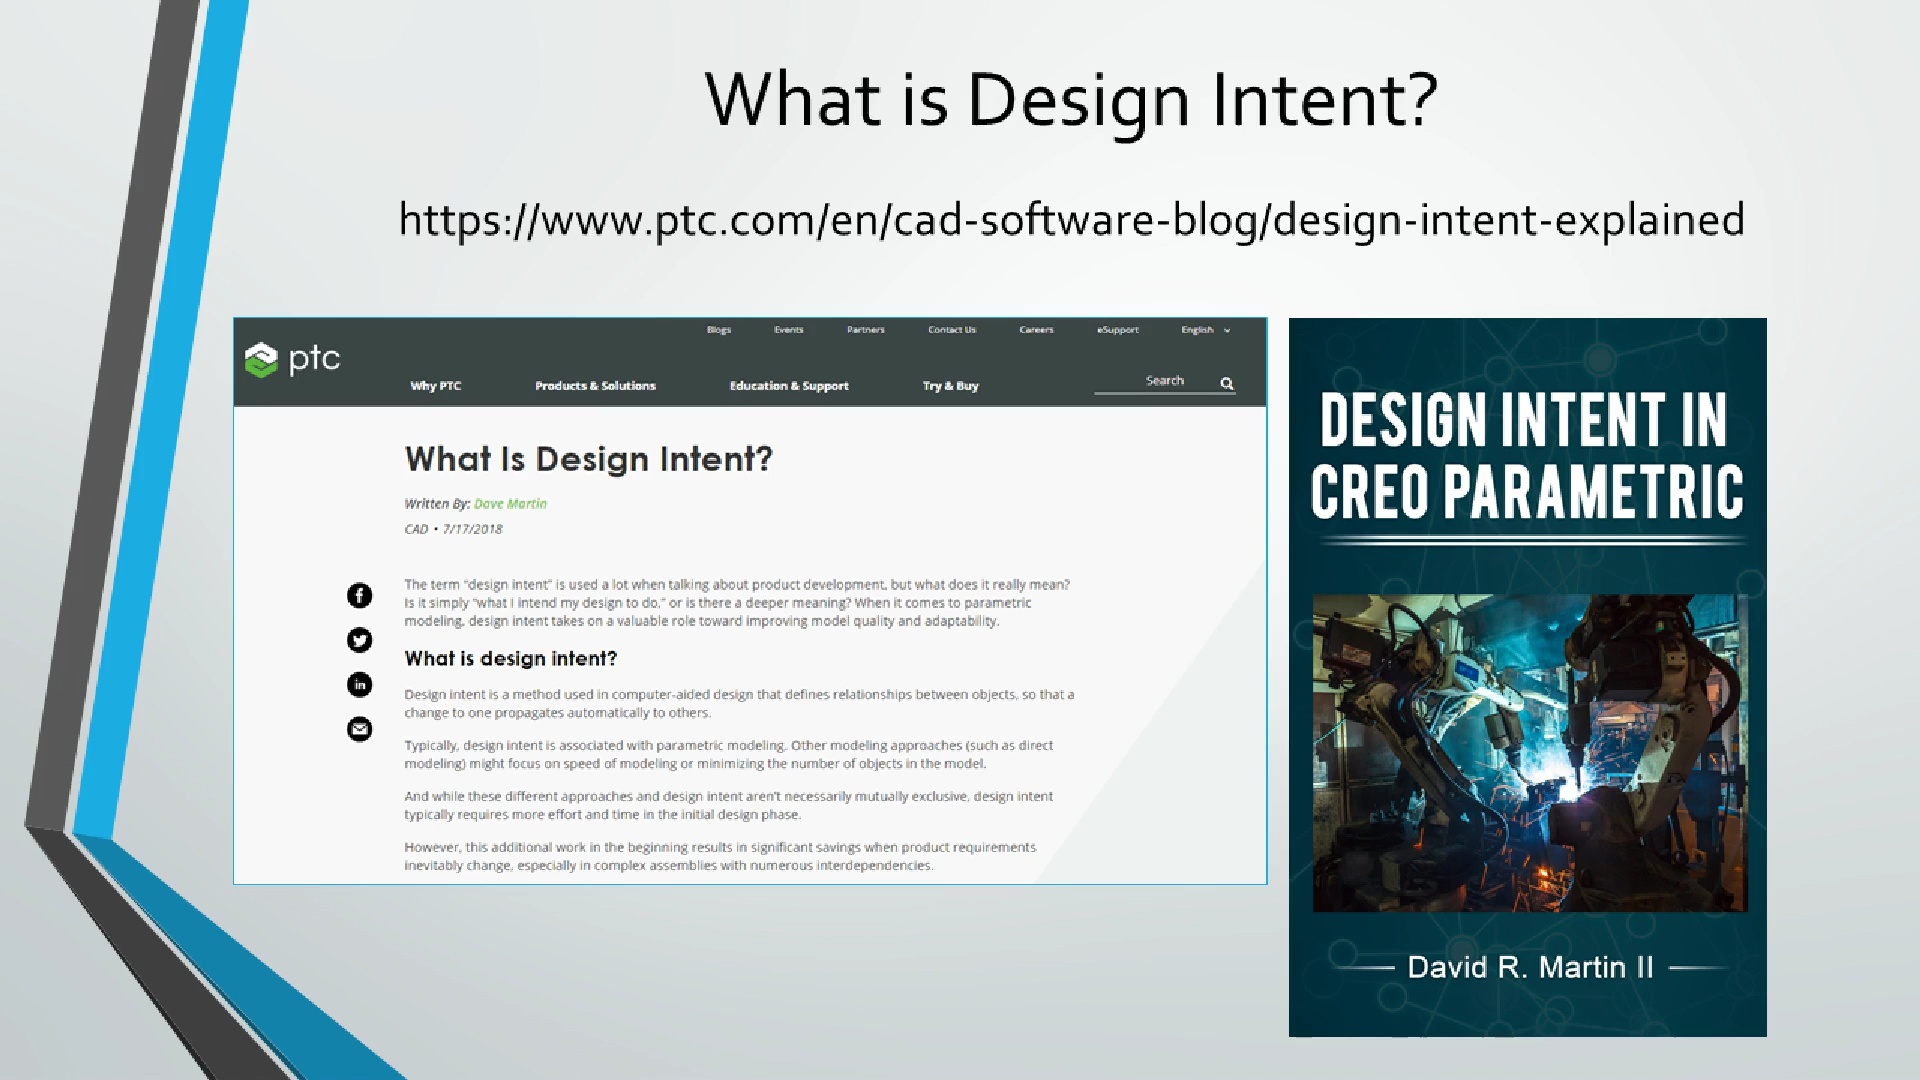 What is Design Intent?
https://www.ptc.com/en/cad-software-blog/design-intent-explained
Blogs Events Partners Contact Us Careers eSupport English
ptc
Why PTC Products & Solutions Education & Support Try & Buy Search
What Is Design Intent?
Written By: Dave Martin
CAD • 7/17/2018
The term "design intent" is used a lot when talking about product development, but what does it really mean?
Is it simply "what I intend my design to do," or is there a deeper meaning? When it comes to parametric
modeling, design intent takes on a valuable role toward improving model quality and adaptability.
What is design intent?
Design intent is a method used in computer-aided design that defines relationships between objects, so that a
change to one propagates automatically to others.
Typically, design intent is associated with parametric modeling. Other modeling approaches (such as direct
modeling) might focus on speed of modeling or minimizing the number of objects in the model.
And while these different approaches and design intent aren't necessarily mutually exclusive, design intent
typically requires more effort and time in the initial design phase.
However, this additional work in the beginning results in significant savings when product requirements
inevitably change, especially in complex assemblies with numerous interdependencies.
DESIGN INTENT IN
CREO PARAMETRIC
David R. Martin II